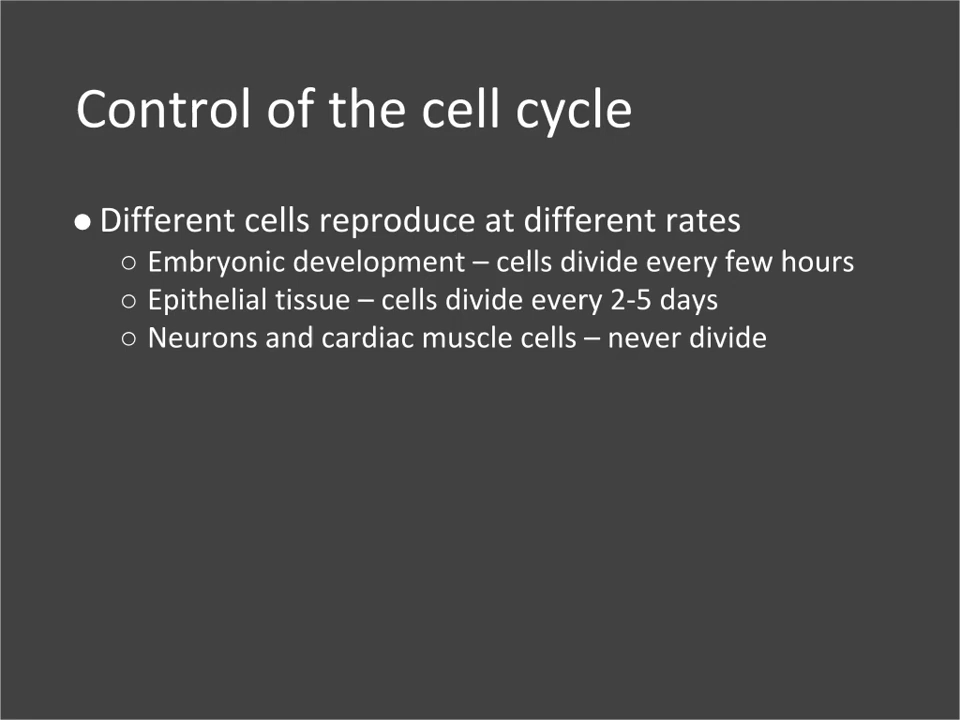 Control of the cell cycle
● Different cells reproduce at different rates
○ Embryonic development – cells divide every few hours
○ Epithelial tissue – cells divide every 2-5 days
○ Neurons and cardiac muscle cells – never divide